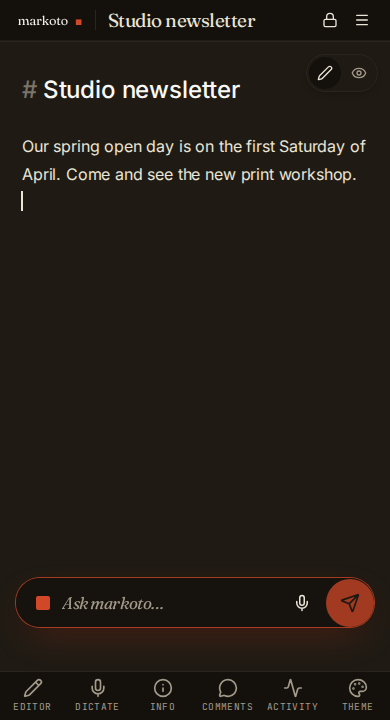 markoto
Studio newsletter
# Studio newsletter
Our spring open day is on the first Saturday of
April. Come and see the new print workshop.
Ask markoto...
EDITOR
DICTATE
INFO
COMMENTS
ACTIVITY
THEME